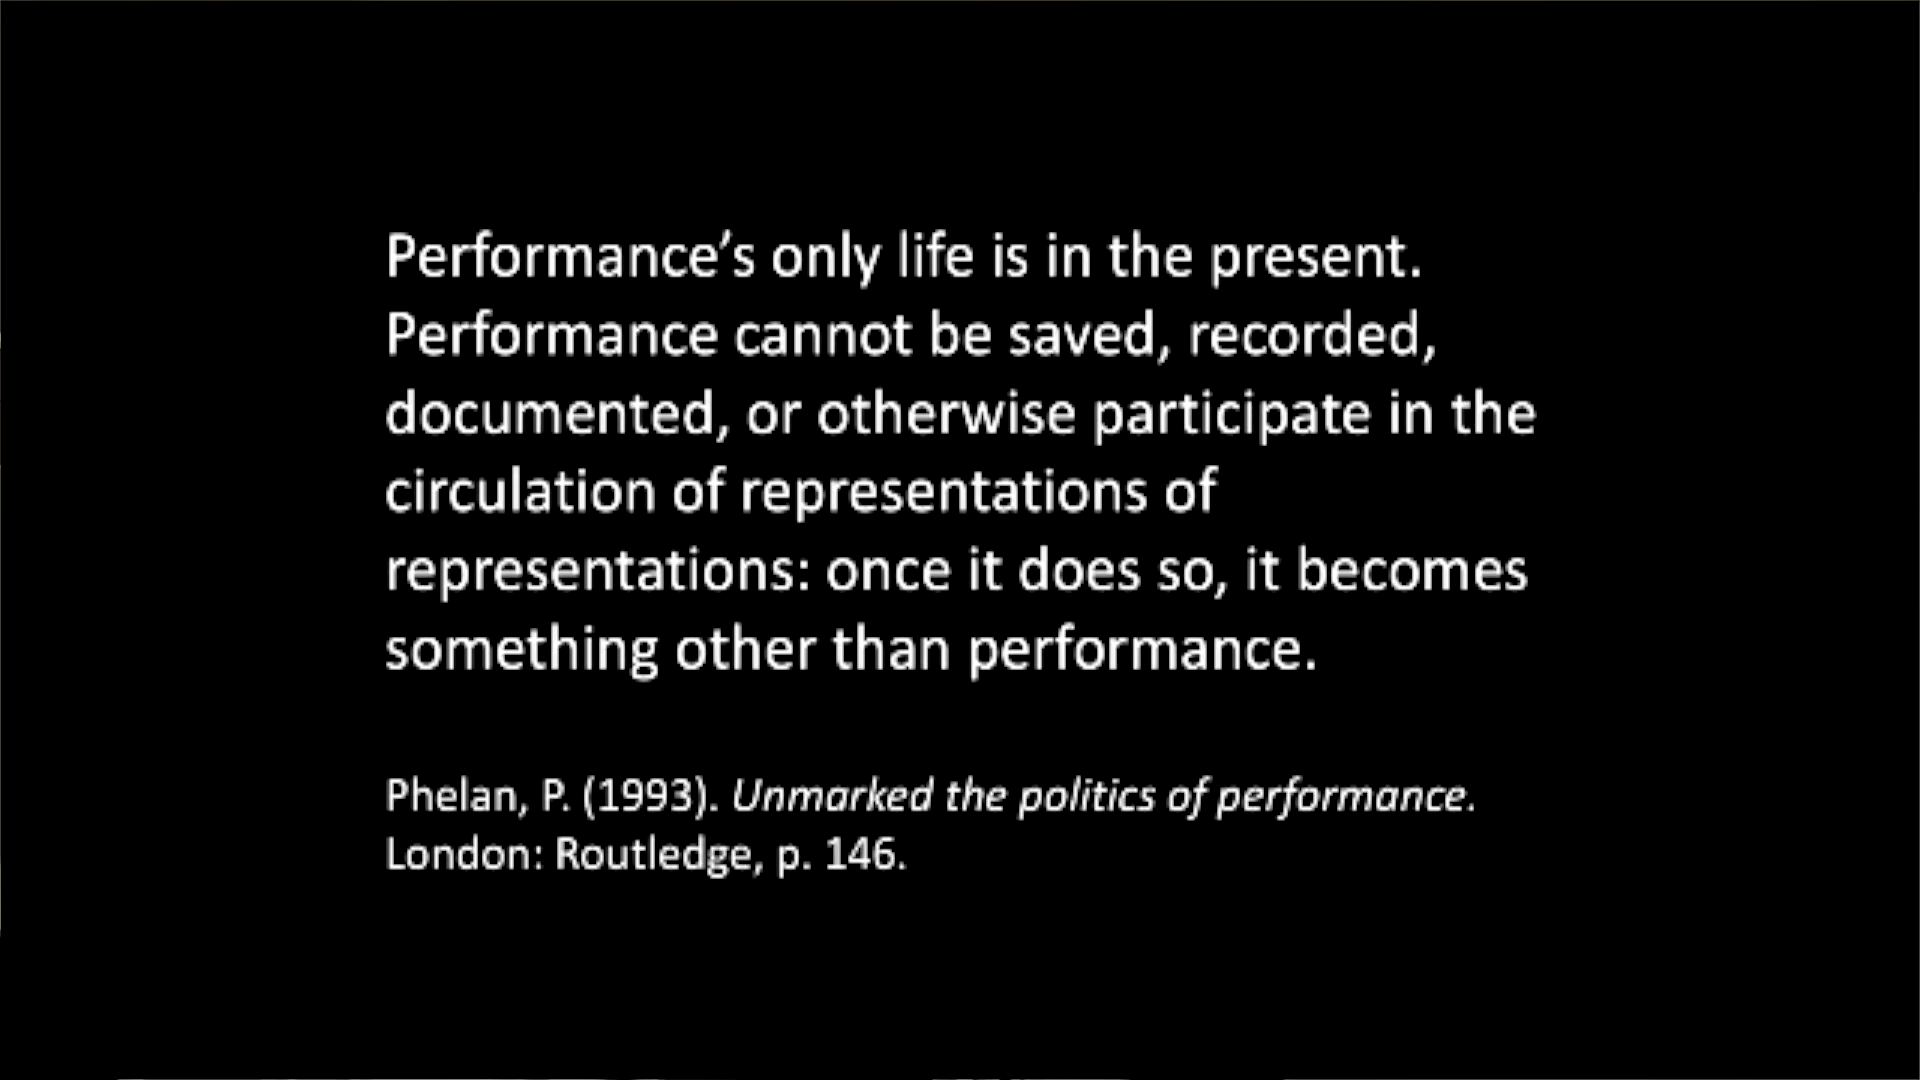 Performance’s only life is in the present.
Performance cannot be saved, recorded,
documented, or otherwise participate in the
circulation of representations of
representations: once it does so, it becomes
something other than performance.
Phelan, P. (1993). Unmarked the politics of performance.
London: Routledge, p. 146.